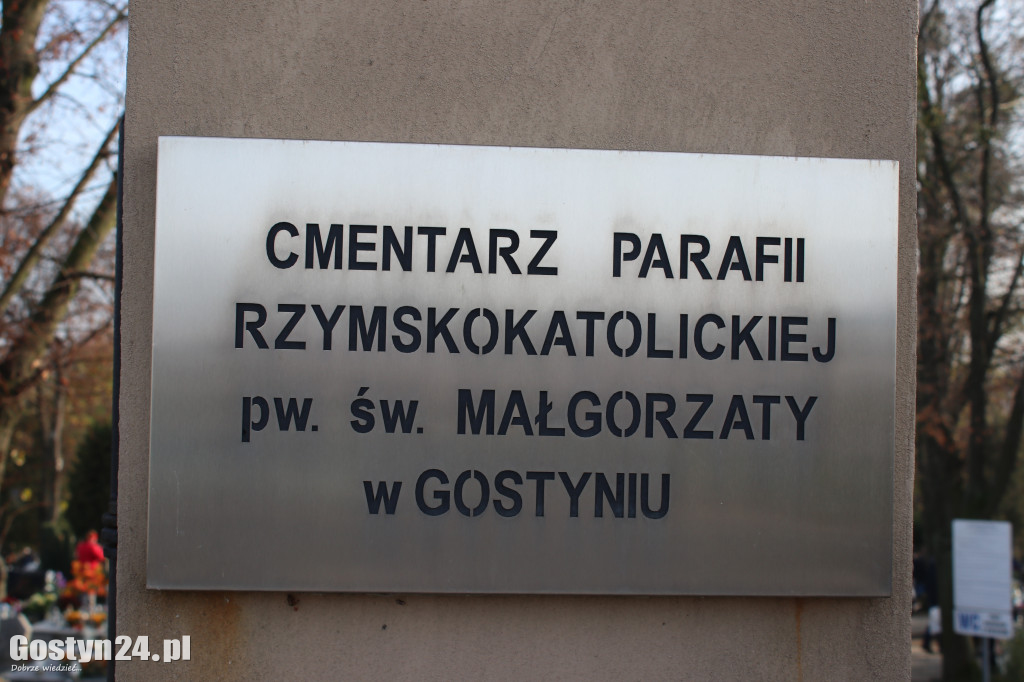 CMENTARZ PARAFII
RZYMSKOKATOLICKIEJ
pw. św. MAŁGORZATY
w GOSTYNIU
WC
Gostyn24.pl
Dobrze wiedzieć...